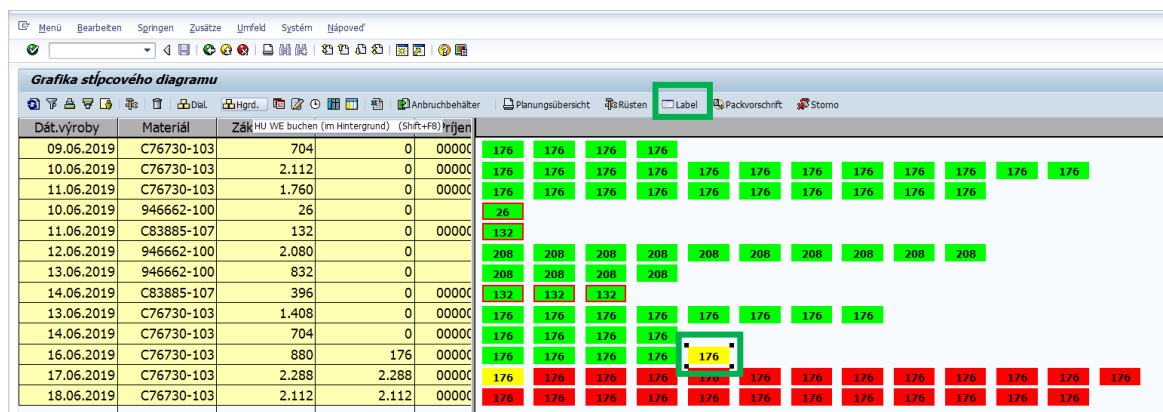 Menü Bearbeiten Springen Zusätze Umfeld Systém Nápoveď
Grafika stĺpcového diagramu
Dial. Hgrd. Anbruchbehälter Planungsübersicht Rüsten Label Packvorschrift Storno
Dát.výroby Materiál Zák HU WE buchen (im Hintergrund) (Shift+F8) Príjem
09.06.2019 C76730-103 704 0 0000 176 176 176 176
10.06.2019 C76730-103 2.112 0 0000 176 176 176 176 176 176 176 176 176 176 176 176
11.06.2019 C76730-103 1.760 0 0000 176 176 176 176 176 176 176 176 176 176
10.06.2019 946662-100 26 0 26
11.06.2019 C83885-107 132 0 0000 132
12.06.2019 946662-100 2.080 0 208 208 208 208 208 208 208 208 208 208
13.06.2019 946662-100 832 0 208 208 208 208
14.06.2019 C83885-107 396 0 0000 132 132 132
13.06.2019 C76730-103 1.408 0 0000 176 176 176 176 176 176 176 176
14.06.2019 C76730-103 704 0 0000 176 176 176 176
16.06.2019 C76730-103 880 176 0000 176 176 176 176 176
17.06.2019 C76730-103 2.288 2.288 0000 176 176 176 176 176 176 176 176 176 176 176 176 176
18.06.2019 C76730-103 2.112 2.112 0000 176 176 176 176 176 176 176 176 176 176 176 176